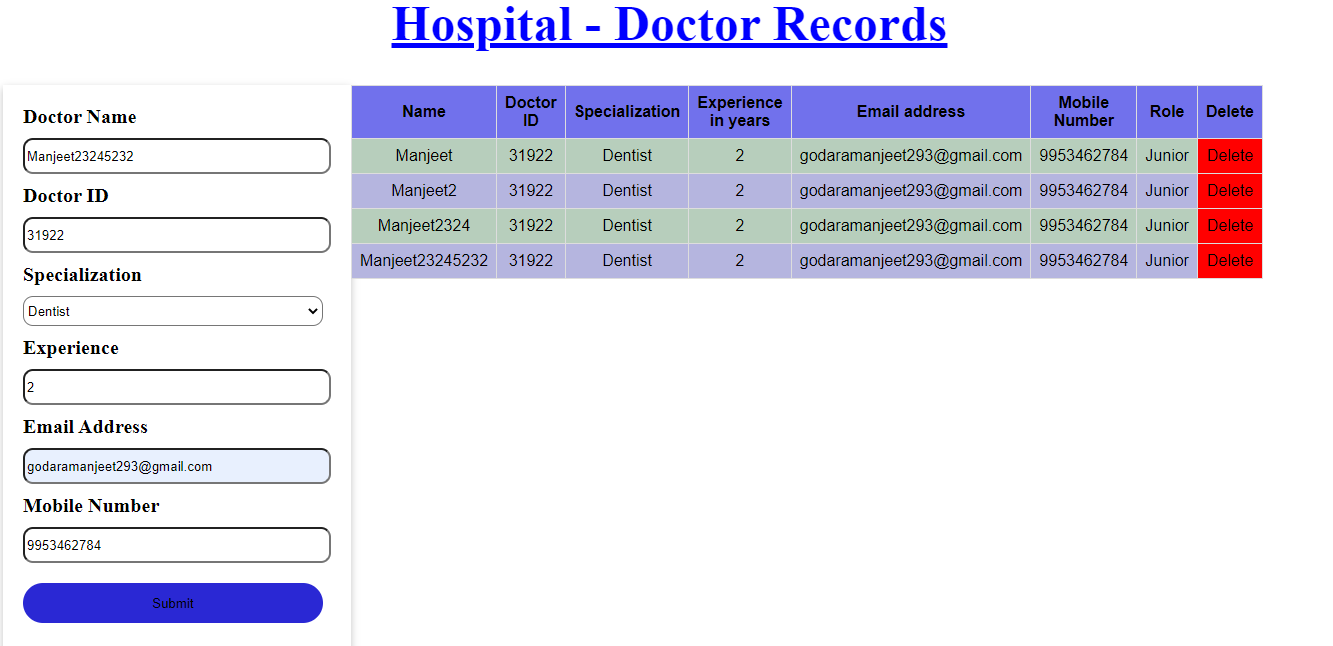 Hospital - Doctor Records
Doctor Name
Manjeet23245232
Doctor ID
31922
Specialization
Dentist
Experience
2
Email Address
godaramanjeet293@gmail.com
Mobile Number
9953462784
Submit
Name Doctor ID Specialization Experience in years Email address Mobile Number Role Delete
Manjeet 31922 Dentist 2 godaramanjeet293@gmail.com 9953462784 Junior Delete
Manjeet2 31922 Dentist 2 godaramanjeet293@gmail.com 9953462784 Junior Delete
Manjeet2324 31922 Dentist 2 godaramanjeet293@gmail.com 9953462784 Junior Delete
Manjeet23245232 31922 Dentist 2 godaramanjeet293@gmail.com 9953462784 Junior Delete